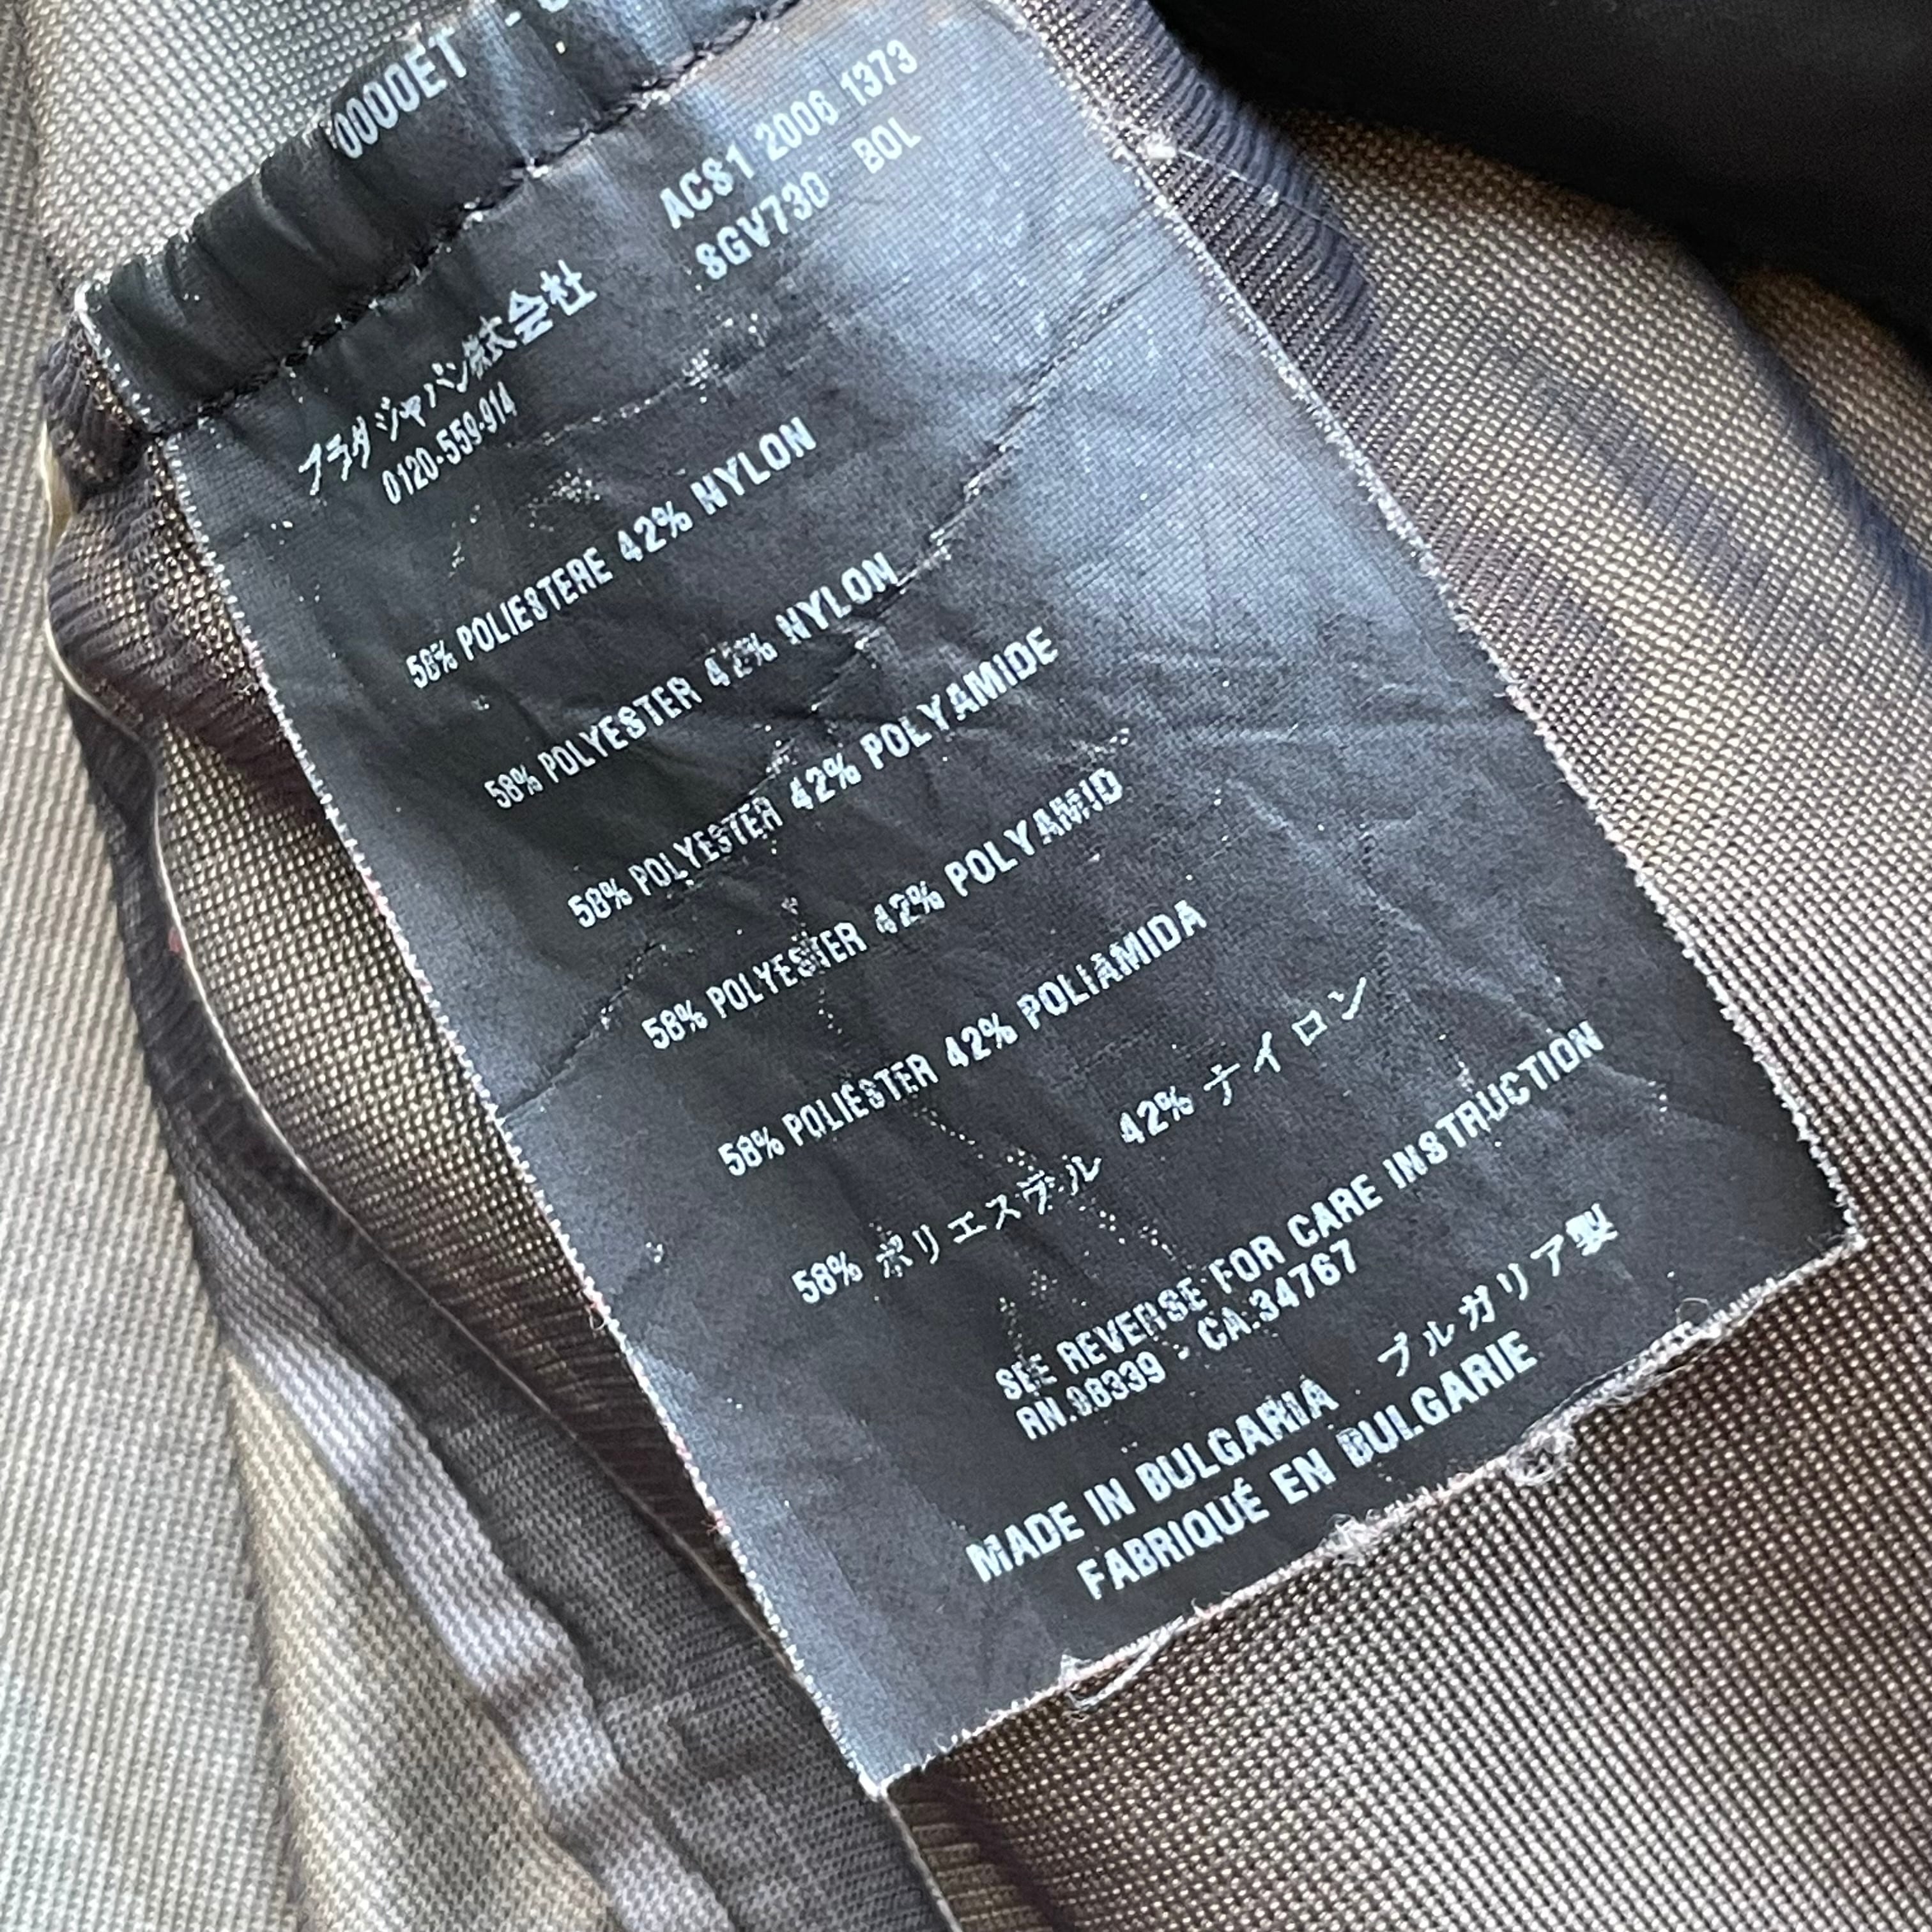 0000ET
ACS1 2006 1373
SGV730 BOL
プラダ ジャパン株式会社
0120-559-914
58% POLIESTERE 42% NYLON
58% POLYESTER 42% NYLON
58% POLYESTER 42% POLYAMIDE
58% POLYESTER 42% POLYAMID
58% POLIÉSTER 42% POLIAMIDA
58% ポリエステル 42% ナイロン
SEE REVERSE FOR CARE INSTRUCTION
RN.98339 - CA.34767
MADE IN BULGARIA ブルガリア製
FABRIQUÉ EN BULGARIE